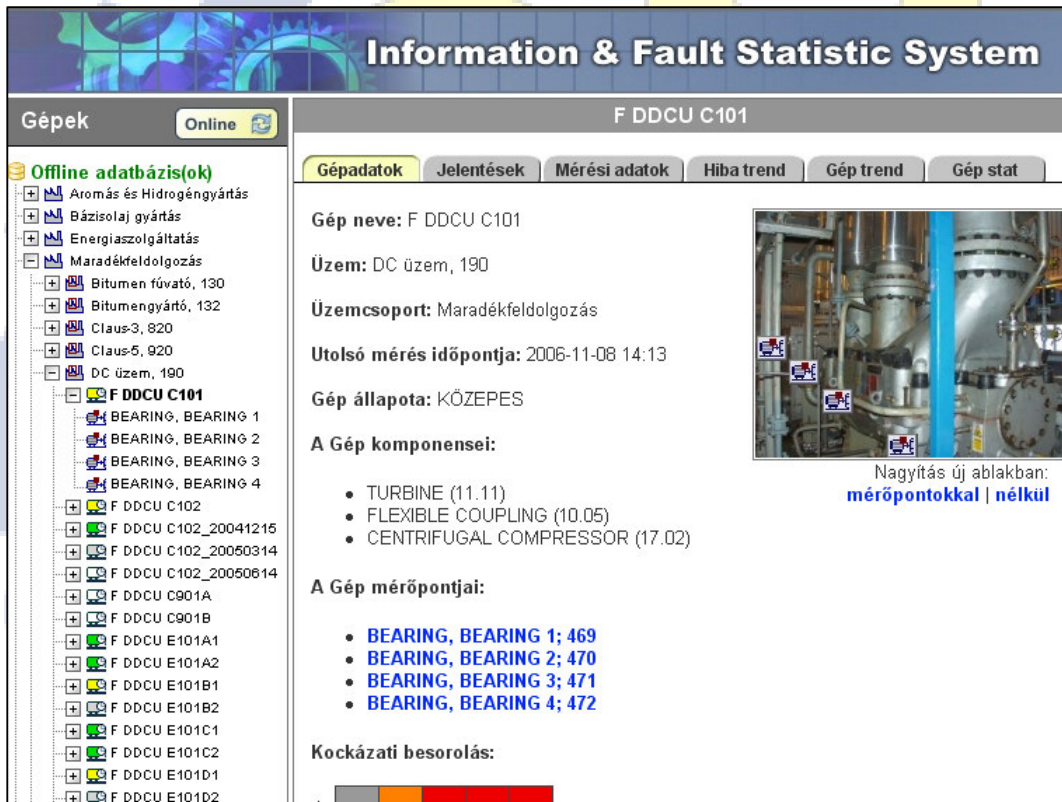 Information & Fault Statistic System
Gépek
Online
F DDCU C101
Offline adatbázis(ok)
Aromás és Hidrogéngyártás
Bázisolaj gyártás
Energiaszolgáltatás
Maradékfeldolgozás
Bitumen fúvató, 130
Bitumengyártó, 132
Claus-3, 820
Claus-5, 920
DC üzem, 190
F DDCU C101
BEARING, BEARING 1
BEARING, BEARING 2
BEARING, BEARING 3
BEARING, BEARING 4
F DDCU C102
F DDCU C102_20041215
F DDCU C102_20050314
F DDCU C102_20050614
F DDCU C901A
F DDCU C901B
F DDCU E101A1
F DDCU E101A2
F DDCU E101B1
F DDCU E101B2
F DDCU E101C1
F DDCU E101C2
F DDCU E101D1
F DDCU E101D2
Gépadatok Jelentések Mérési adatok Hiba trend Gép trend Gép stat
Gép neve: F DDCU C101
Üzem: DC üzem, 190
Üzemcsoport: Maradékfeldolgozás
Utolsó mérés időpontja: 2006-11-08 14:13
Gép állapota: KÖZEPES
A Gép komponensei:
TURBINE (11.11)
FLEXIBLE COUPLING (10.05)
CENTRIFUGAL COMPRESSOR (17.02)
Nagyítás új ablakban:
mérőpontokkal | nélkül
A Gép mérőpontjai:
BEARING, BEARING 1; 469
BEARING, BEARING 2; 470
BEARING, BEARING 3; 471
BEARING, BEARING 4; 472
Kockázati besorolás: